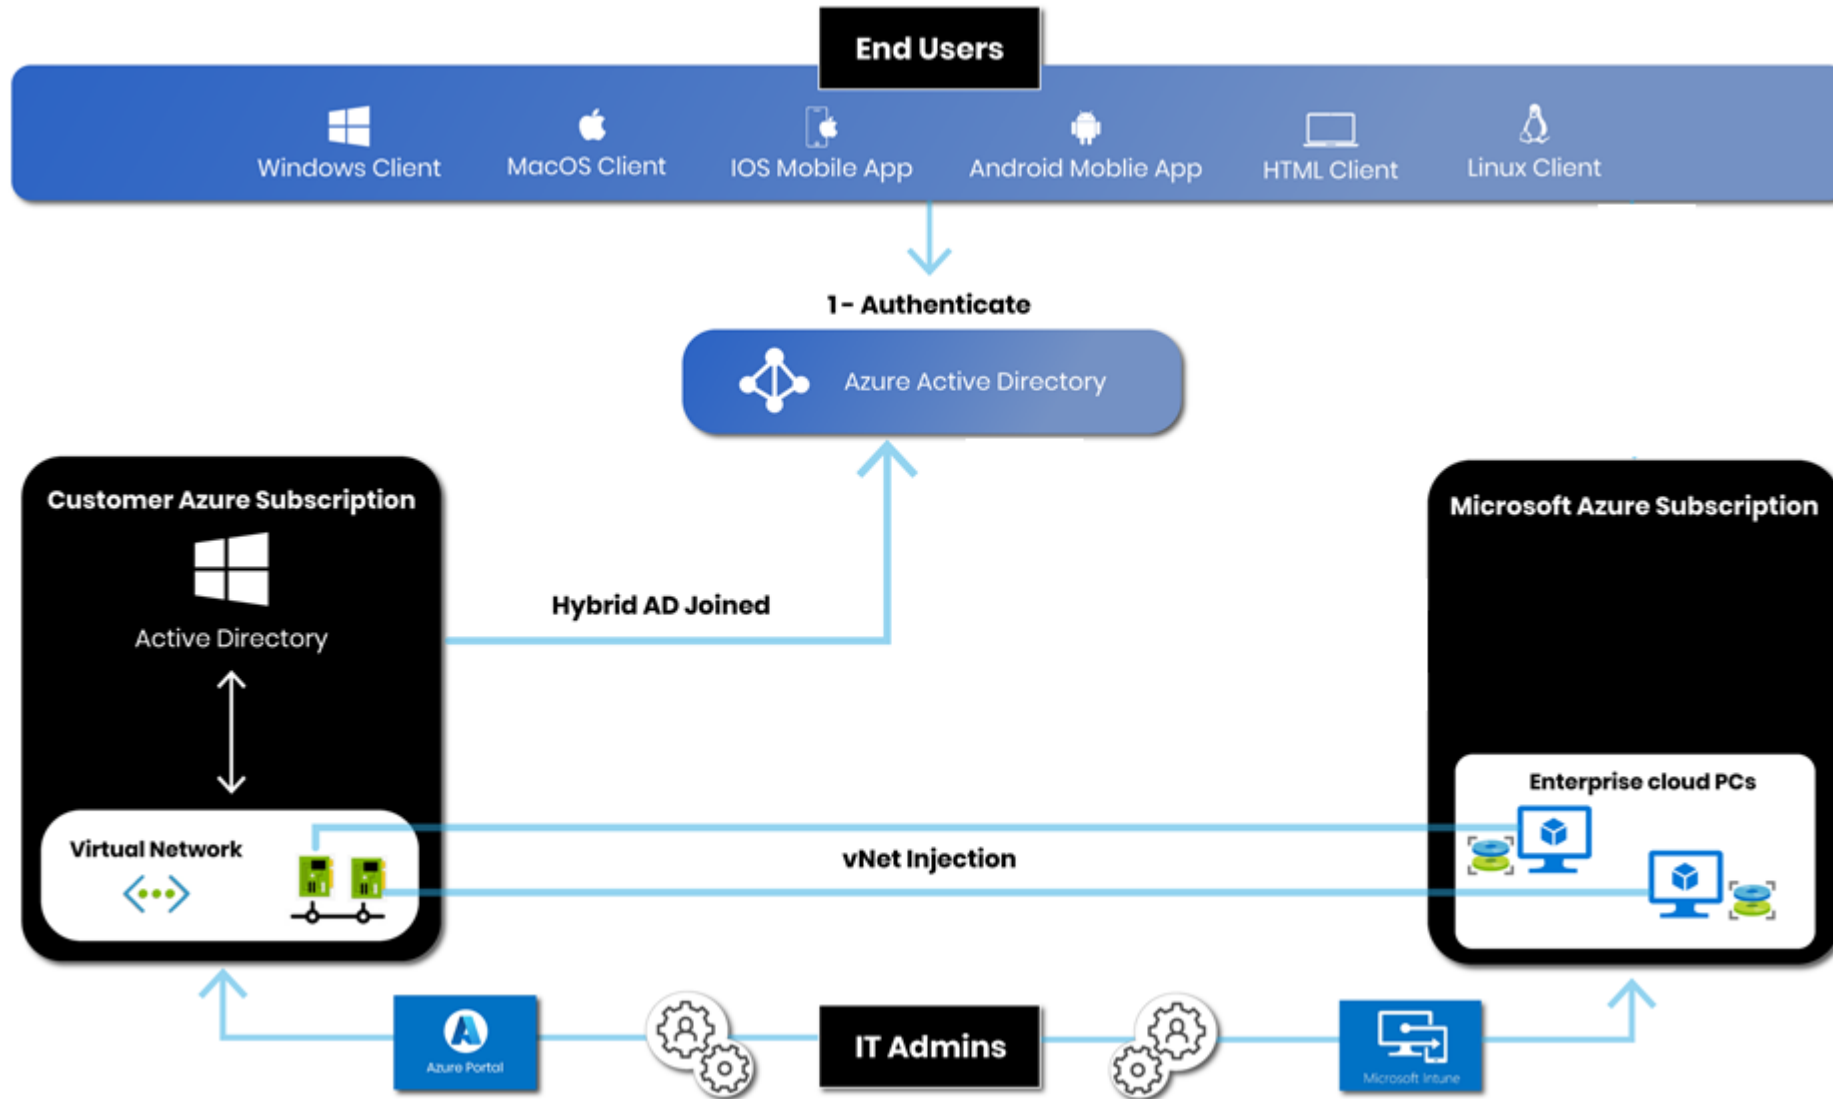 End Users
Windows Client
MacOS Client
IOS Mobile App
Android Moblie App
HTML Client
Linux Client
1- Authenticate
Azure Active Directory
Customer Azure Subscription
Active Directory
Hybrid AD Joined
Microsoft Azure Subscription
Enterprise cloud PCs
Virtual Network
vNet Injection
Azure Portal
IT Admins
Microsoft Intune